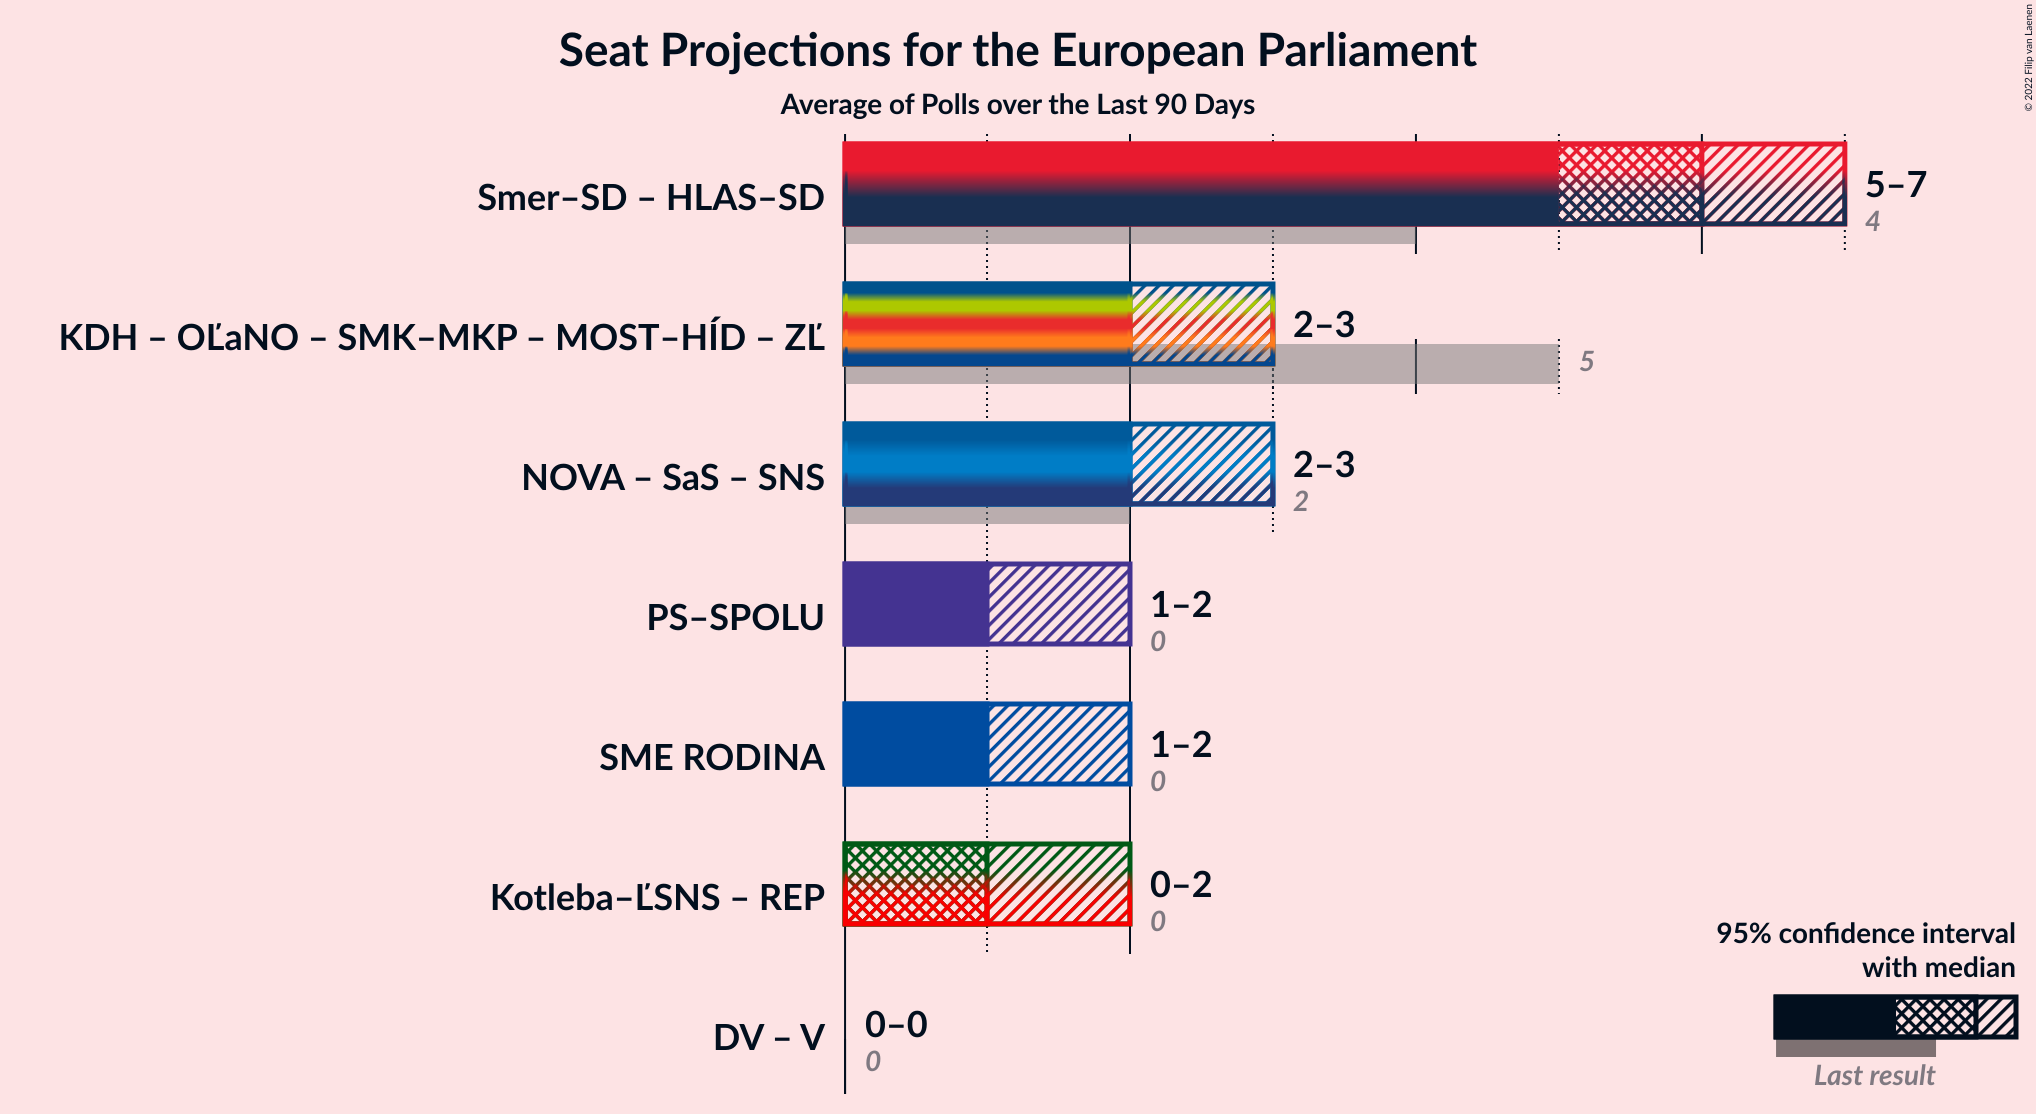 Seat Projections for the European Parliament
Average of Polls over the Last 90 Days
© 2022 Filip van Laenen
Smer–SD – HLAS–SD
5–7
4
KDH – OĽaNO – SMK–MKP – MOST–HÍD – ZĽ
2–3
5
NOVA – SaS – SNS
2–3
2
PS–SPOLU
1–2
0
SME RODINA
1–2
0
Kotleba–ĽSNS – REP
0–2
0
DV – V
0–0
0
95% confidence interval
with median
Last result